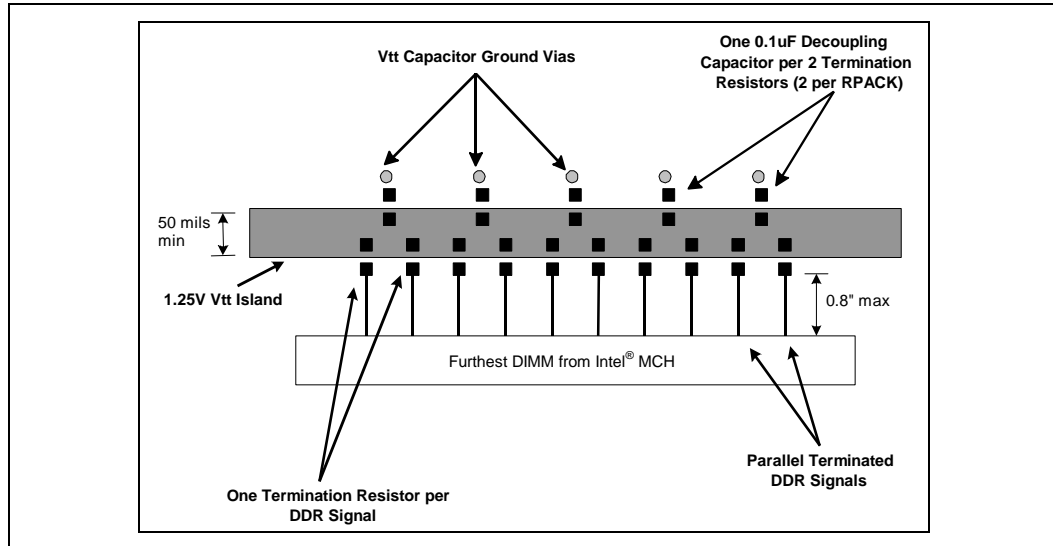 Vtt Capacitor Ground Vias
One 0.1uF Decoupling
Capacitor per 2 Termination
Resistors (2 per RPACK)
50 mils
min
1.25V Vtt Island
0.8" max
Furthest DIMM from Intel® MCH
One Termination Resistor per
DDR Signal
Parallel Terminated
DDR Signals